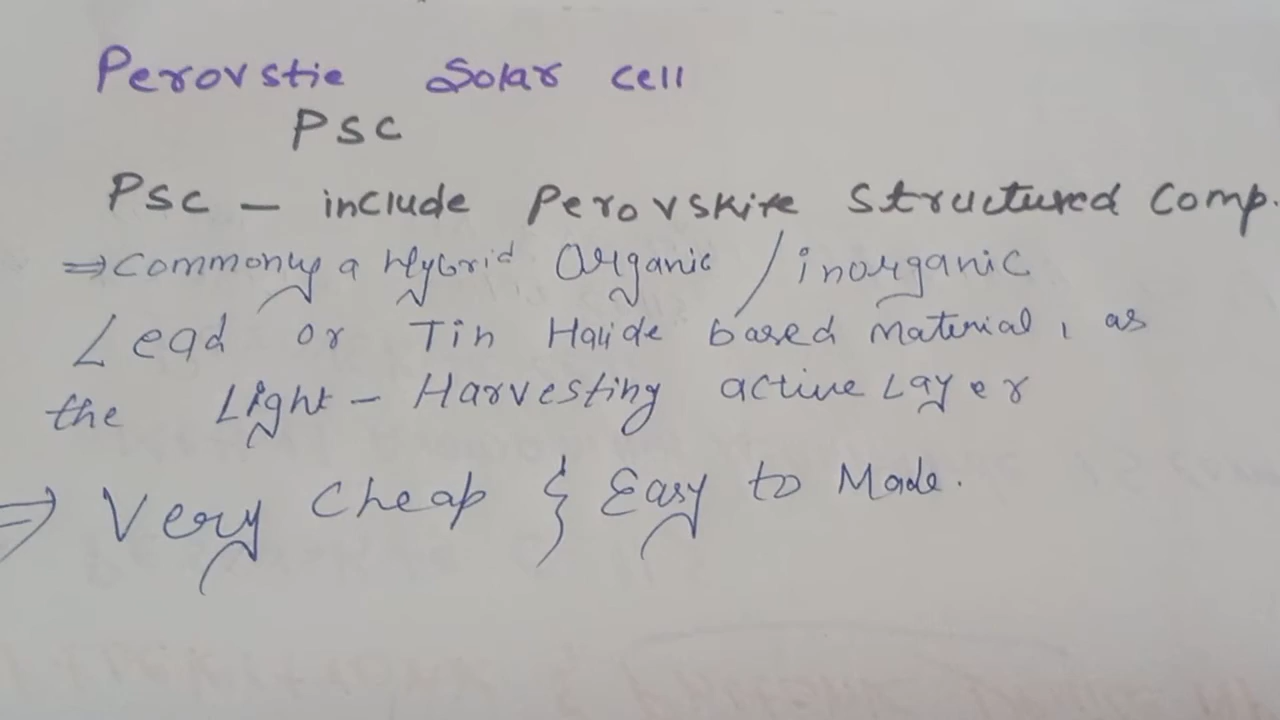 Perovstie Solar cell
PSC
PSC – include Perovskite Structured Comp.
⇒ Commonly a Hybrid Organic / inorganic
Lead or Tin Halide based Material, as
the Light – Harvesting active Layer
⇒ Very Cheap & Easy to Made.